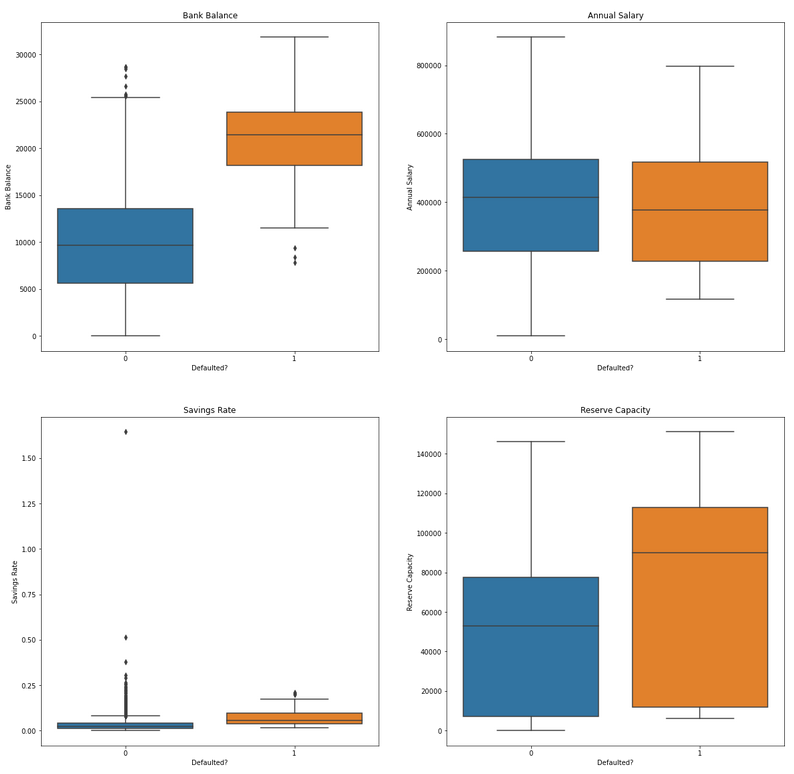 Bank Balance
Bank Balance
30000
25000
20000
15000
10000
5000
0
0 1
Defaulted?
Annual Salary
Annual Salary
800000
600000
400000
200000
0
0 1
Defaulted?
Savings Rate
Savings Rate
1.50
1.25
1.00
0.75
0.50
0.25
0.00
0 1
Defaulted?
Reserve Capacity
Reserve Capacity
140000
120000
100000
80000
60000
40000
20000
0
0 1
Defaulted?